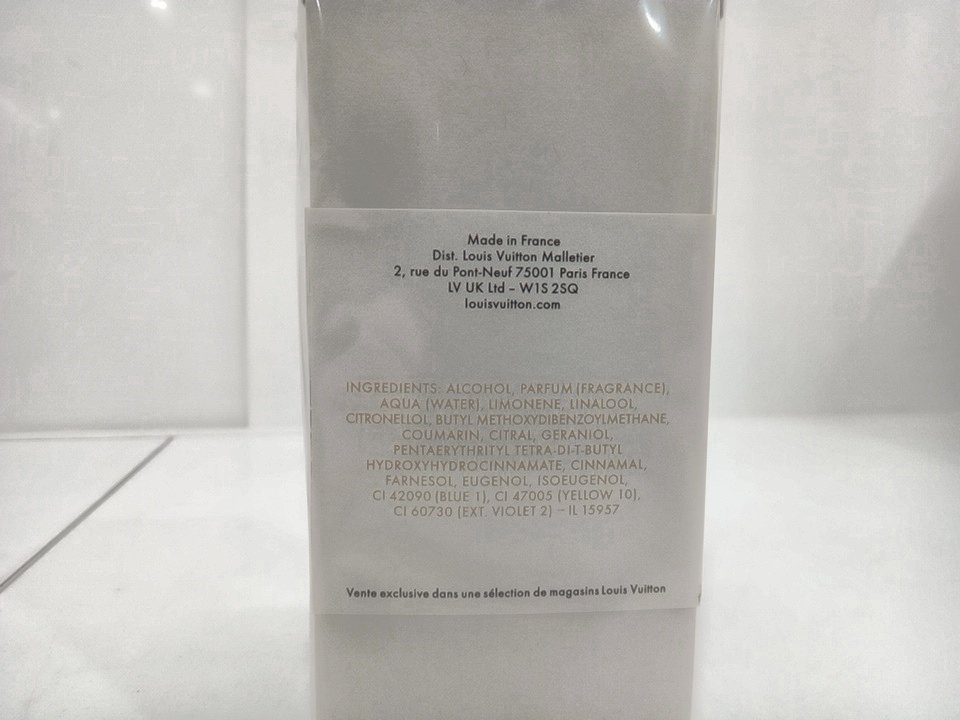 Made in France
Dist. Louis Vuitton Malletier
2, rue du Pont-Neuf 75001 Paris France
LV UK Ltd – W1S 2SQ
louisvuitton.com
INGREDIENTS: ALCOHOL, PARFUM (FRAGRANCE),
AQUA (WATER), LIMONENE, LINALOOL,
CITRONELLOL, BUTYL METHOXYDIBENZOYLMETHANE,
COUMARIN, CITRAL, GERANIOL,
PENTAERYTHRITYL TETRA-DI-T-BUTYL
HYDROXYHYDROCINNAMATE, CINNAMAL,
FARNESOL, EUGENOL, ISOEUGENOL,
CI 42090 (BLUE 1), CI 47005 (YELLOW 10),
CI 60730 (EXT. VIOLET 2) – IL 15957
Vente exclusive dans une sélection de magasins Louis Vuitton